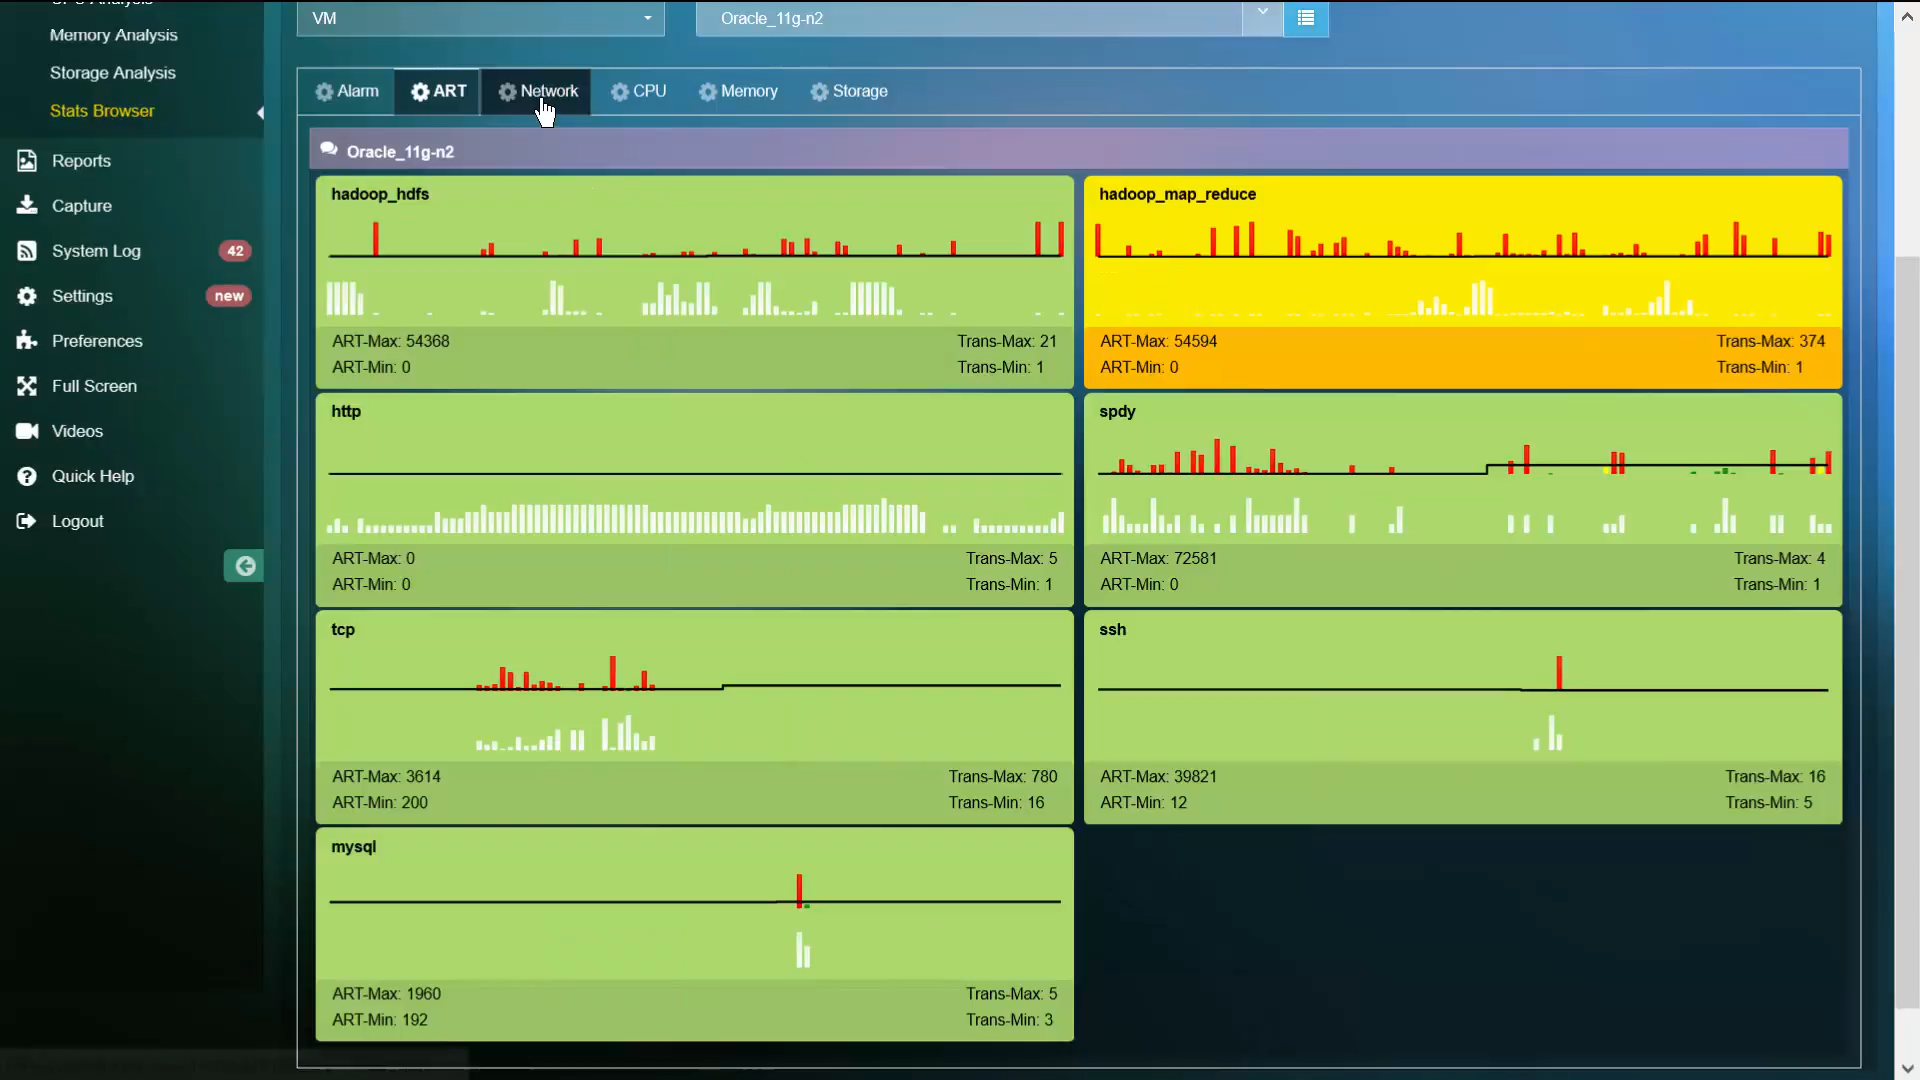 Memory Analysis
Storage Analysis
Stats Browser
Reports
Capture
System Log 42
Settings new
Preferences
Full Screen
Videos
Quick Help
Logout
VM
Oracle_11g-n2
Alarm ART Network CPU Memory Storage
Oracle_11g-n2
hadoop_hdfs
ART-Max: 54368 Trans-Max: 21
ART-Min: 0 Trans-Min: 1
hadoop_map_reduce
ART-Max: 54594 Trans-Max: 374
ART-Min: 0 Trans-Min: 1
http
ART-Max: 0 Trans-Max: 5
ART-Min: 0 Trans-Min: 1
spdy
ART-Max: 72581 Trans-Max: 4
ART-Min: 0 Trans-Min: 1
tcp
ART-Max: 3614 Trans-Max: 780
ART-Min: 200 Trans-Min: 16
ssh
ART-Max: 39821 Trans-Max: 16
ART-Min: 12 Trans-Min: 5
mysql
ART-Max: 1960 Trans-Max: 5
ART-Min: 192 Trans-Min: 3